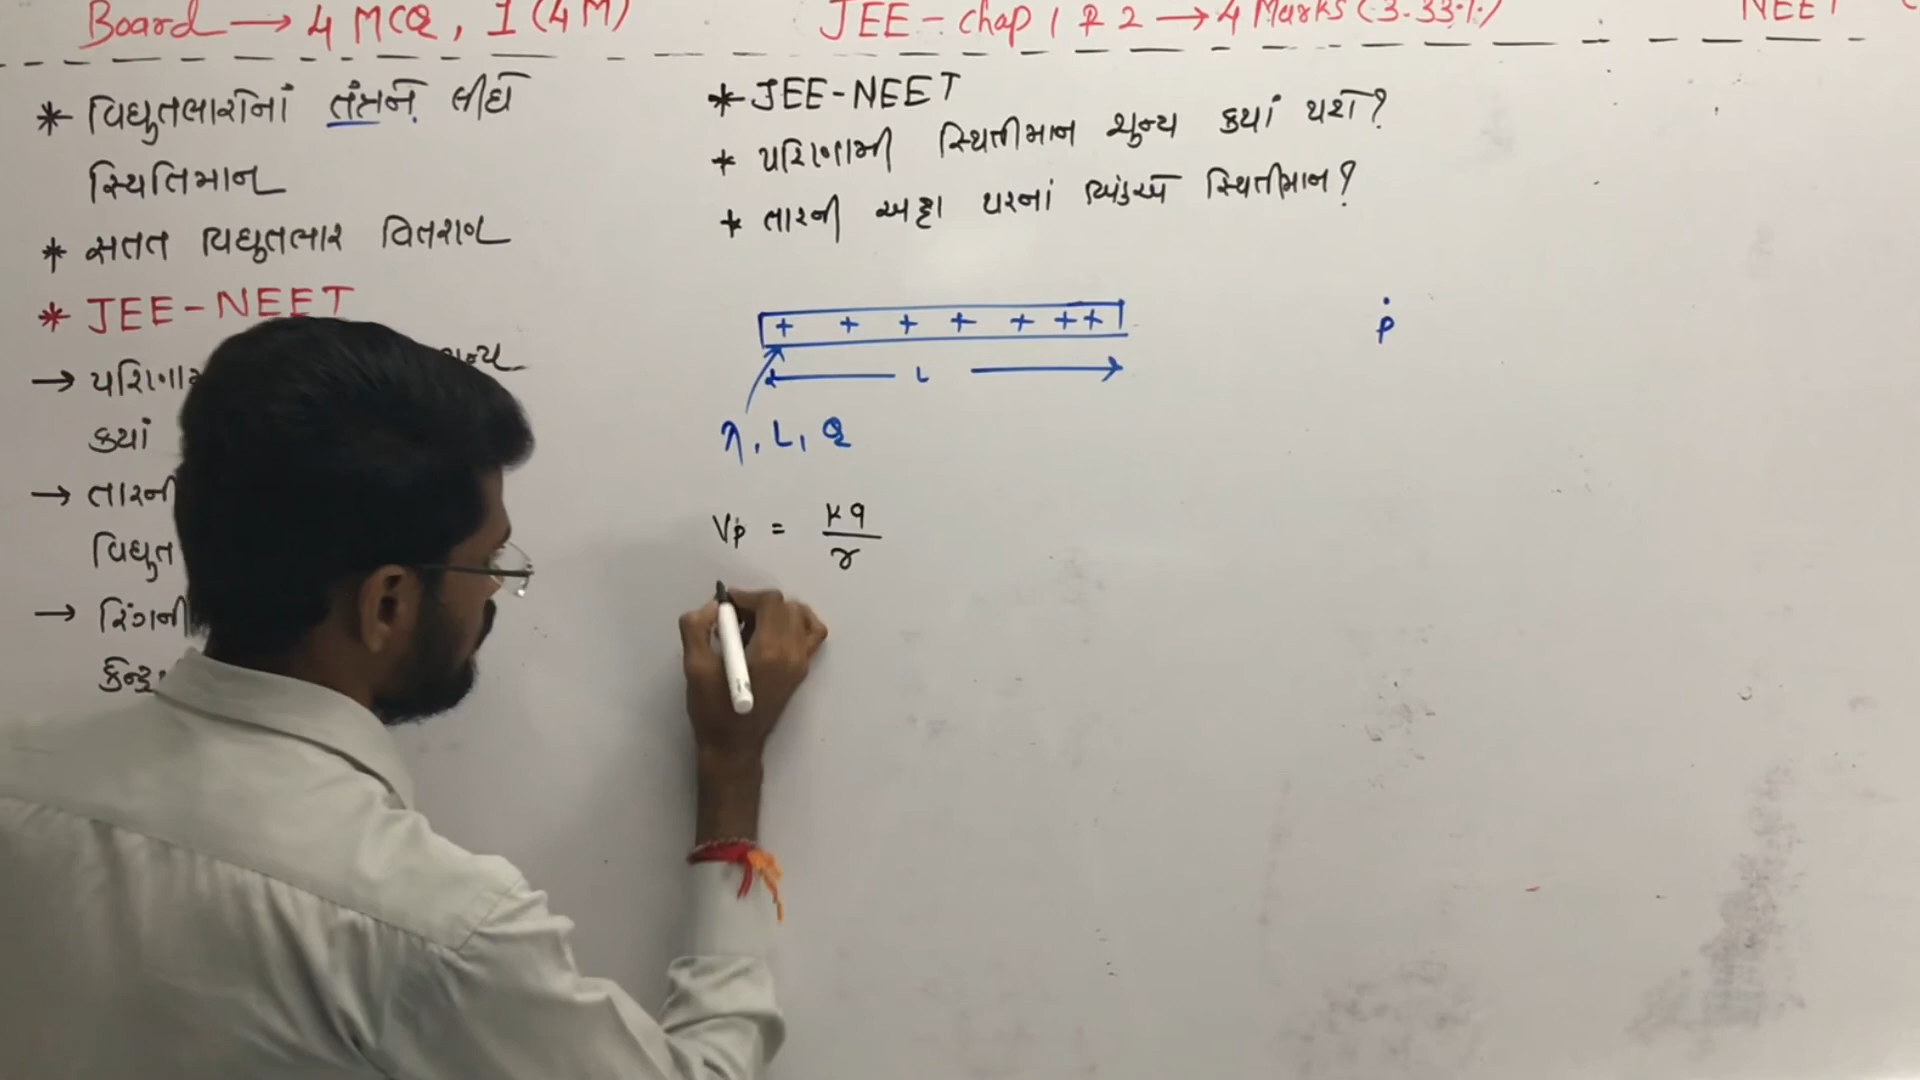 Board → 4 MCQ, 1 (4 M)
JEE - chap 1 & 2 → 4 Marks (3.33%)
NEET
* વિદ્યુતભારોનાં તંત્રને લીધે
સ્થિતિમાન
* સતત વિદ્યુતભાર વિતરણ
* JEE-NEET
→ પરિણામ
ક્યાં
→ તારની
વિદ્યુત
→ રિંગની
કેન્દ્ર
* JEE-NEET
* પરિણામી સ્થિતીમાન શુન્ય ક્યાં થશે?
* તારની અક્ષ પરનાં બિંદુએ સ્થિતીમાન?
+ + + + + + +
L
P
λ, L, Q
Vp = kq / r